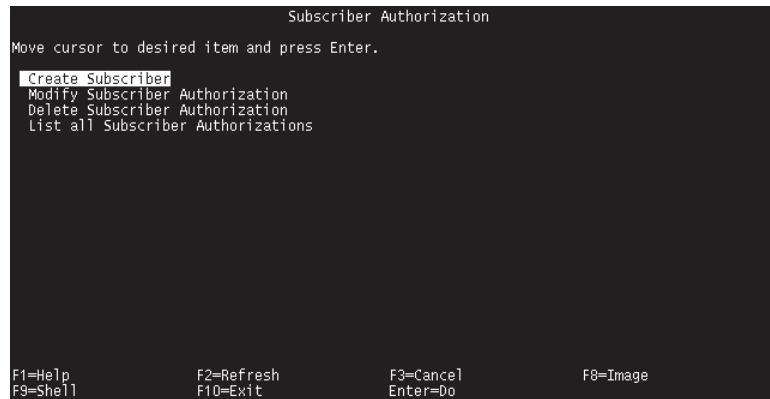 Subscriber Authorization
Move cursor to desired item and press Enter.
Create Subscriber
Modify Subscriber Authorization
Delete Subscriber Authorization
List all Subscriber Authorizations
F1=Help F2=Refresh F3=Cancel F8=Image
F9=Shell F10=Exit Enter=Do